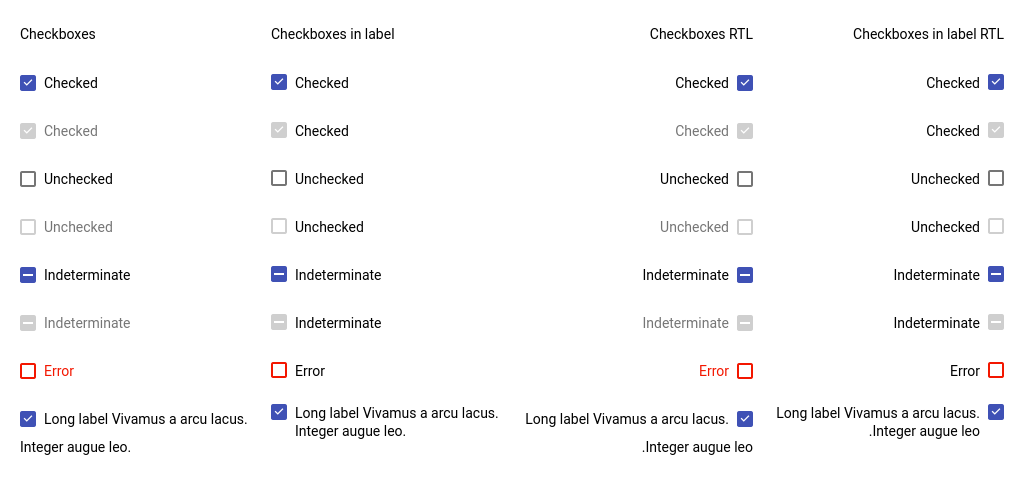 Checkboxes
Checked
Checked
Unchecked
Unchecked
Indeterminate
Indeterminate
Error
Long label Vivamus a arcu lacus.
Integer augue leo.
Checkboxes in label
Checked
Checked
Unchecked
Unchecked
Indeterminate
Indeterminate
Error
Long label Vivamus a arcu lacus.
Integer augue leo.
Checkboxes RTL
Checked
Checked
Unchecked
Unchecked
Indeterminate
Indeterminate
Error
Long label Vivamus a arcu lacus.
.Integer augue leo
Checkboxes in label RTL
Checked
Checked
Unchecked
Unchecked
Indeterminate
Indeterminate
Error
Long label Vivamus a arcu lacus.
.Integer augue leo